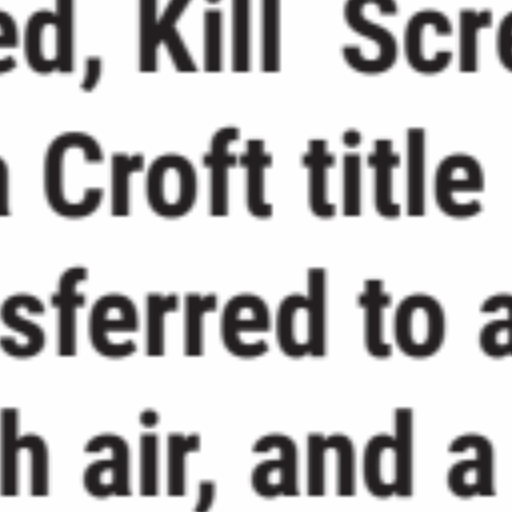 ed, Kill Scre
a Croft title
sferred to a
h air, and a